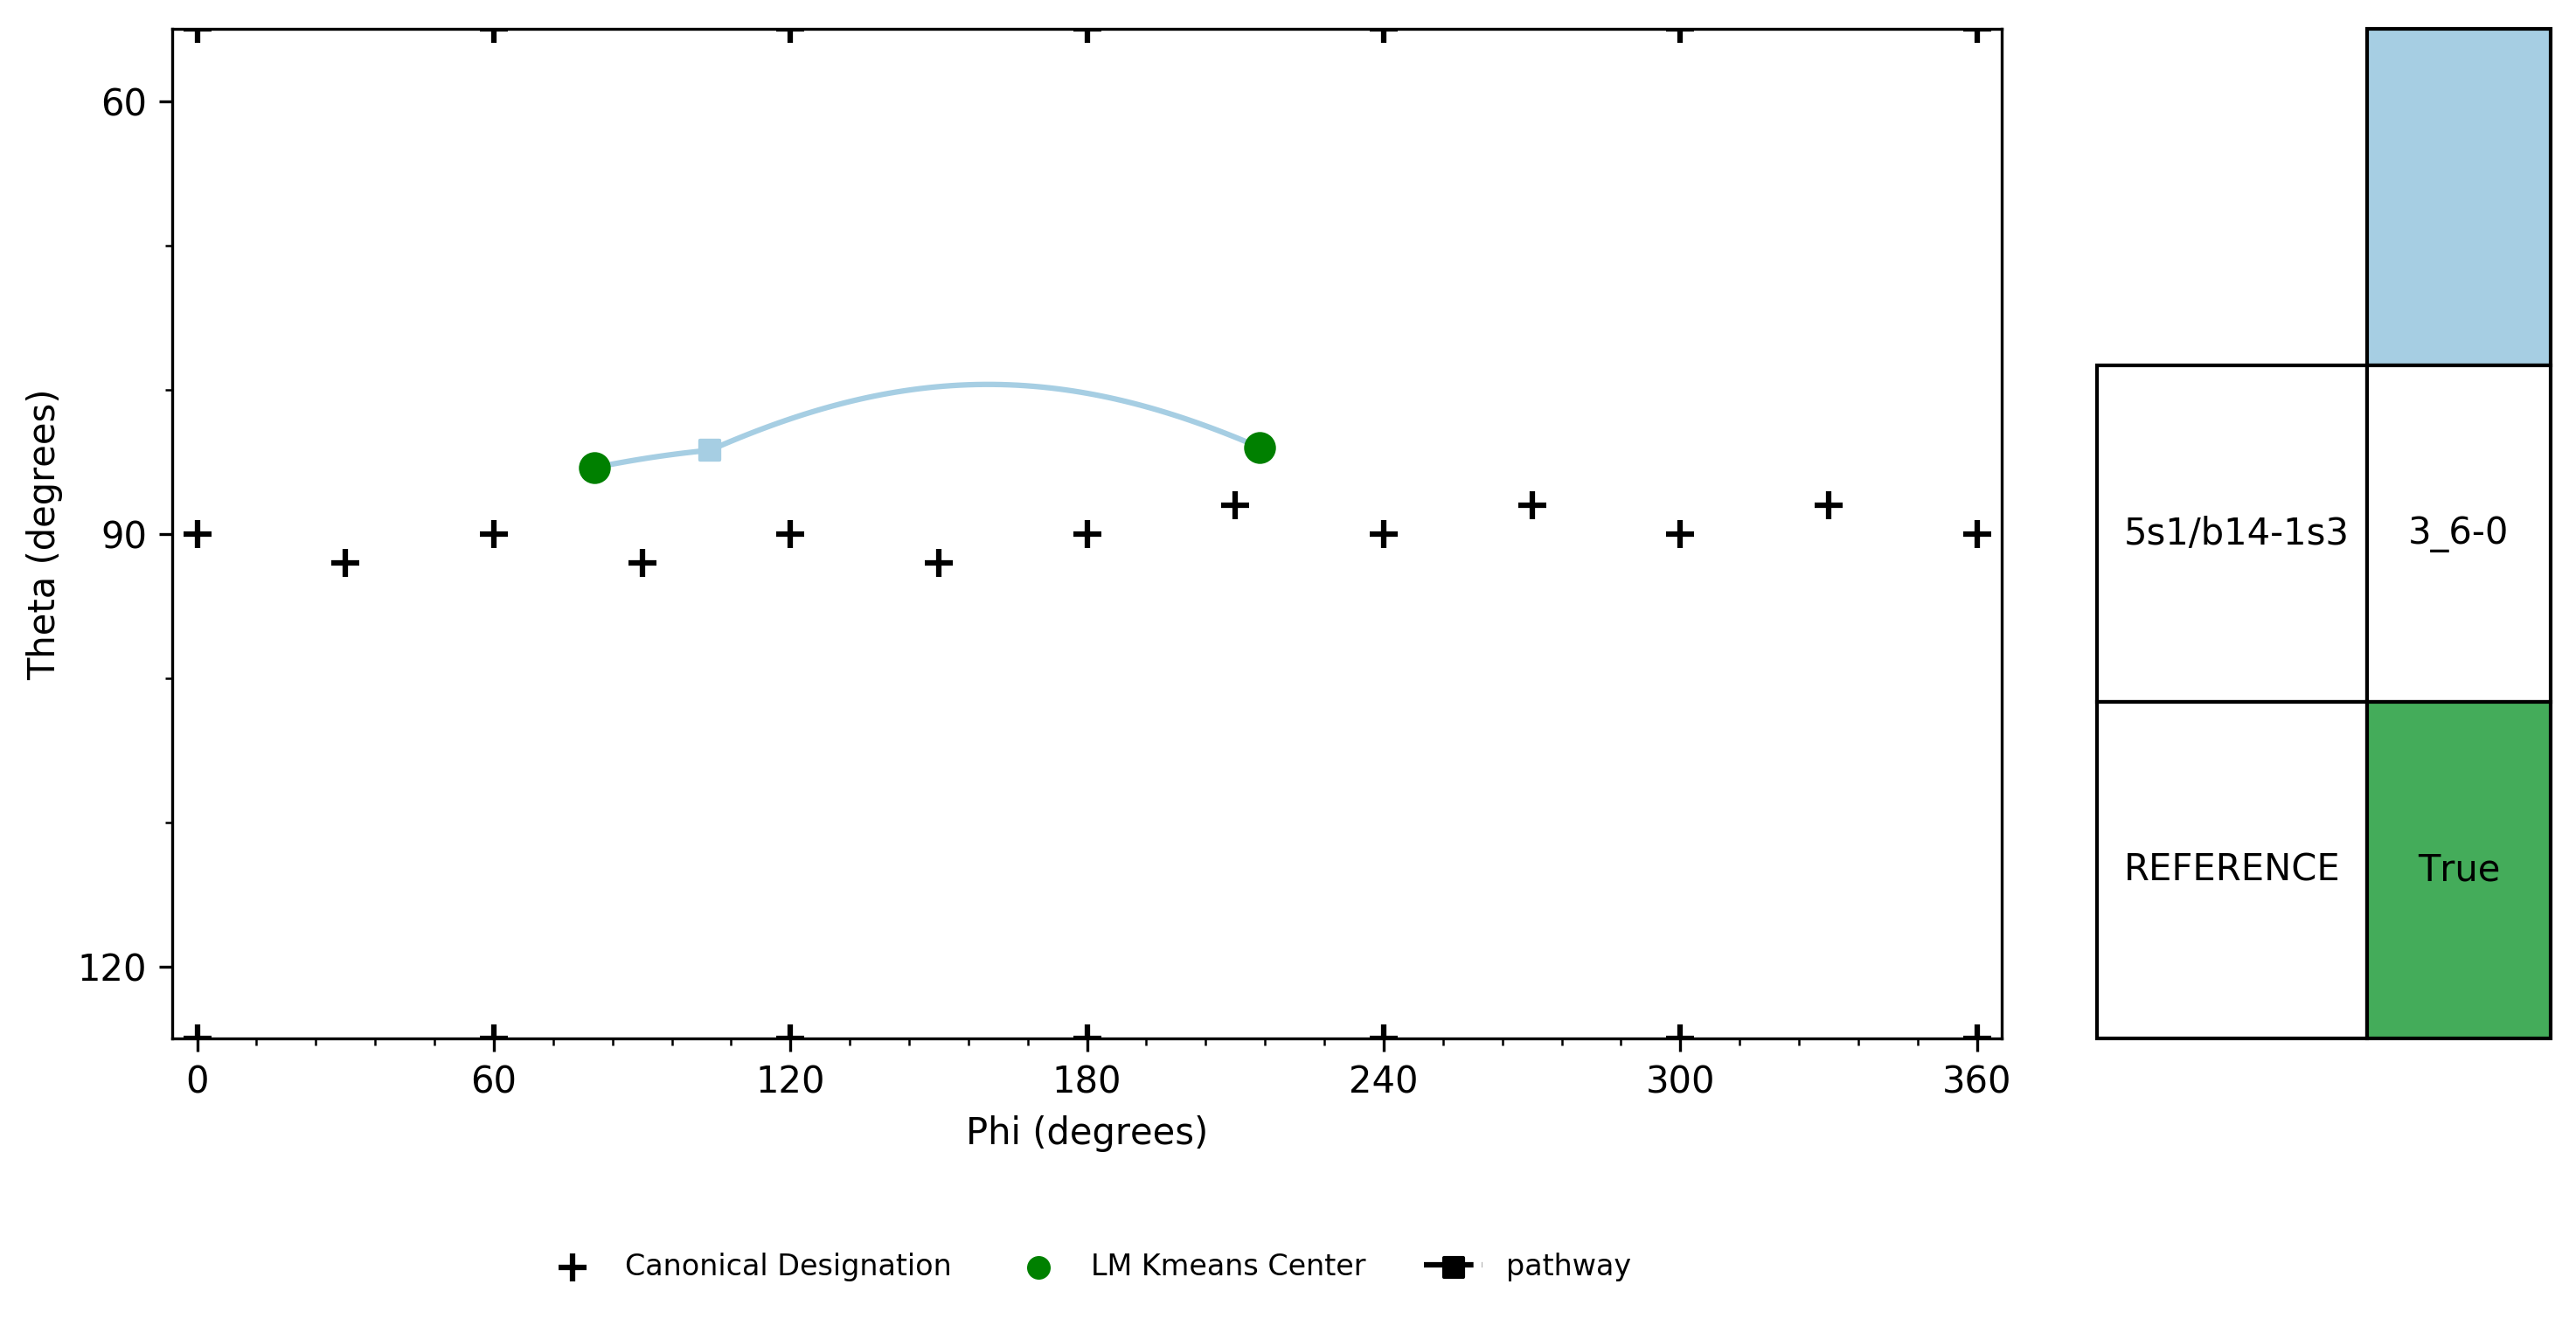 60
90
120
Theta (degrees)
0 60 120 180 240 300 360
Phi (degrees)
5s1/b14-1s3 3_6-0
REFERENCE True
Canonical Designation LM Kmeans Center pathway